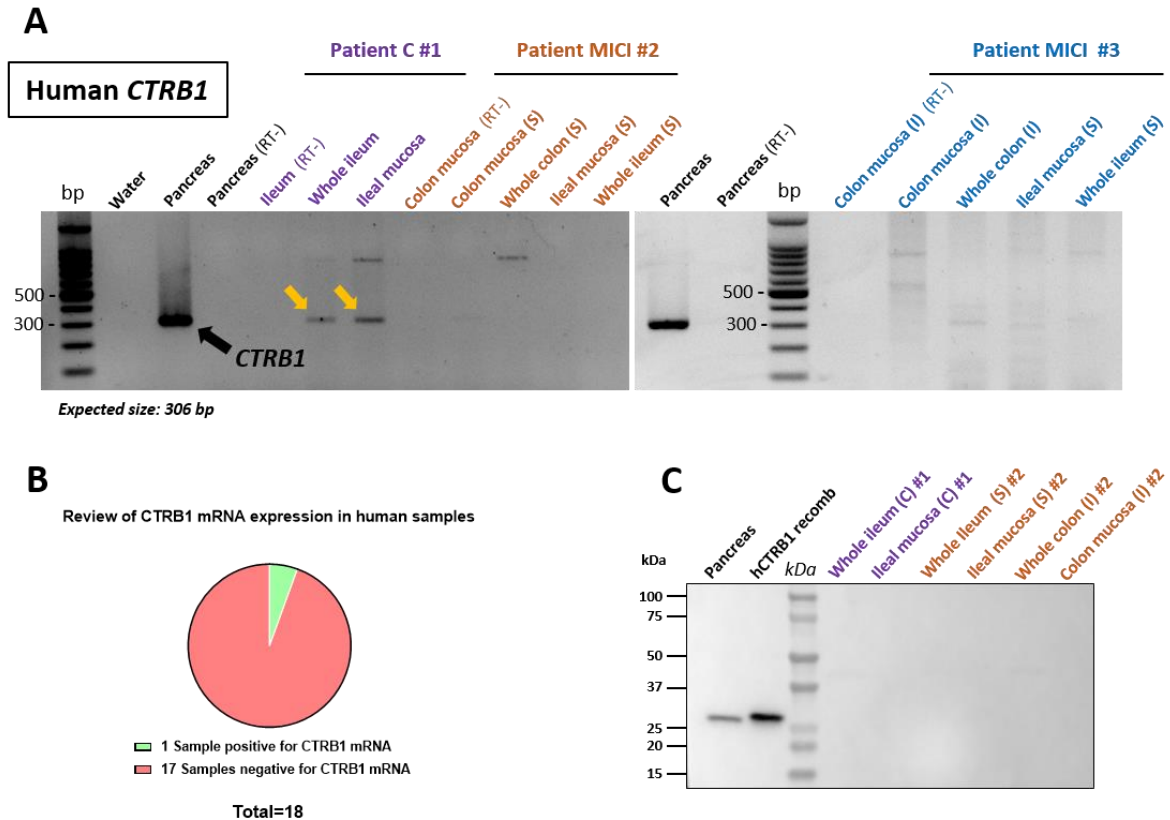 A
Human CTRB1
Patient C #1
Patient MICI #2
Patient MICI #3
bp
Water
Pancreas
Pancreas (RT-)
Ileum (RT-)
Whole ileum
Ileal mucosa
Colon mucosa (RT-)
Colon mucosa (S)
Whole colon (S)
Ileal mucosa (S)
Whole ileum (S)
Pancreas
Pancreas (RT-)
bp
Colon mucosa (I) (RT-)
Colon mucosa (I)
Whole colon (I)
Ileal mucosa (S)
Whole ileum (S)
500 -
300 -
CTRB1
500 -
300 -
Expected size: 306 bp
B
Review of CTRB1 mRNA expression in human samples
1 Sample positive for CTRB1 mRNA
17 Samples negative for CTRB1 mRNA
Total=18
C
kDa
Pancreas
hCTRB1 recomb
kDa
Whole ileum (C) #1
Ileal mucosa (C) #1
Whole Ileum (S) #2
Ileal mucosa (S) #2
Whole colon (I) #2
Colon mucosa (I) #2
100
75
50
37
25
20
15